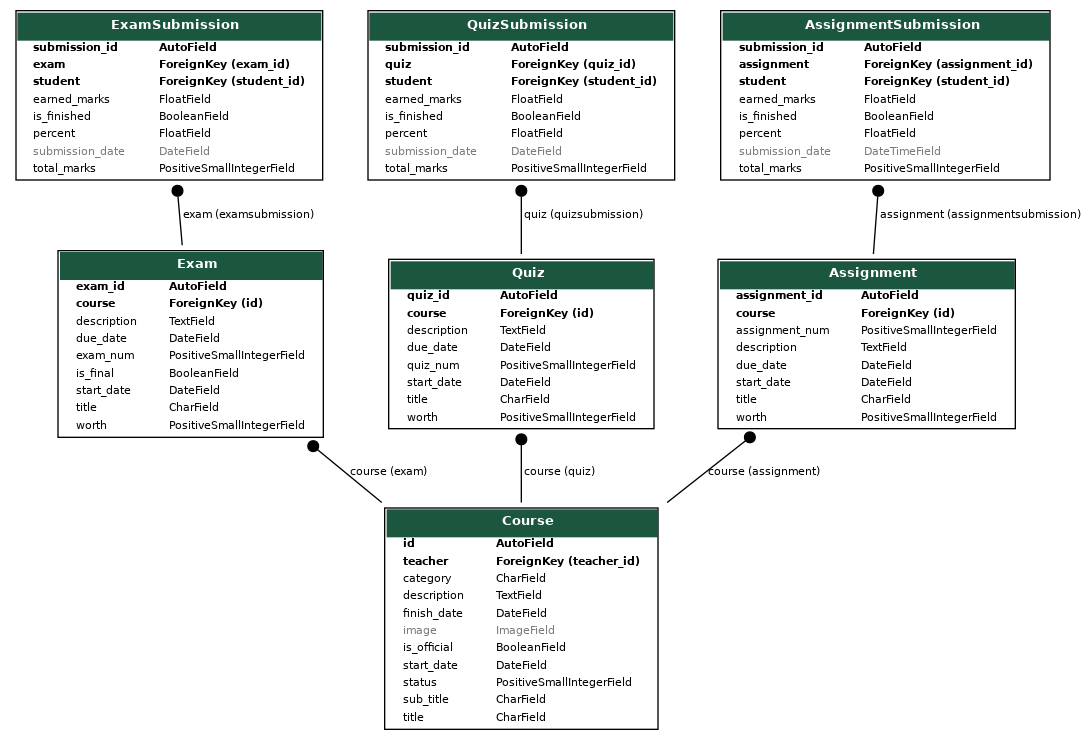 ExamSubmission
submission_id AutoField
exam ForeignKey (exam_id)
student ForeignKey (student_id)
earned_marks FloatField
is_finished BooleanField
percent FloatField
submission_date DateField
total_marks PositiveSmallIntegerField
QuizSubmission
submission_id AutoField
quiz ForeignKey (quiz_id)
student ForeignKey (student_id)
earned_marks FloatField
is_finished BooleanField
percent FloatField
submission_date DateField
total_marks PositiveSmallIntegerField
AssignmentSubmission
submission_id AutoField
assignment ForeignKey (assignment_id)
student ForeignKey (student_id)
earned_marks FloatField
is_finished BooleanField
percent FloatField
submission_date DateTimeField
total_marks PositiveSmallIntegerField
exam (examsubmission)
quiz (quizsubmission)
assignment (assignmentsubmission)
Exam
exam_id AutoField
course ForeignKey (id)
description TextField
due_date DateField
exam_num PositiveSmallIntegerField
is_final BooleanField
start_date DateField
title CharField
worth PositiveSmallIntegerField
Quiz
quiz_id AutoField
course ForeignKey (id)
description TextField
due_date DateField
quiz_num PositiveSmallIntegerField
start_date DateField
title CharField
worth PositiveSmallIntegerField
Assignment
assignment_id AutoField
course ForeignKey (id)
assignment_num PositiveSmallIntegerField
description TextField
due_date DateField
start_date DateField
title CharField
worth PositiveSmallIntegerField
course (exam)
course (quiz)
course (assignment)
Course
id AutoField
teacher ForeignKey (teacher_id)
category CharField
description TextField
finish_date DateField
image ImageField
is_official BooleanField
start_date DateField
status PositiveSmallIntegerField
sub_title CharField
title CharField